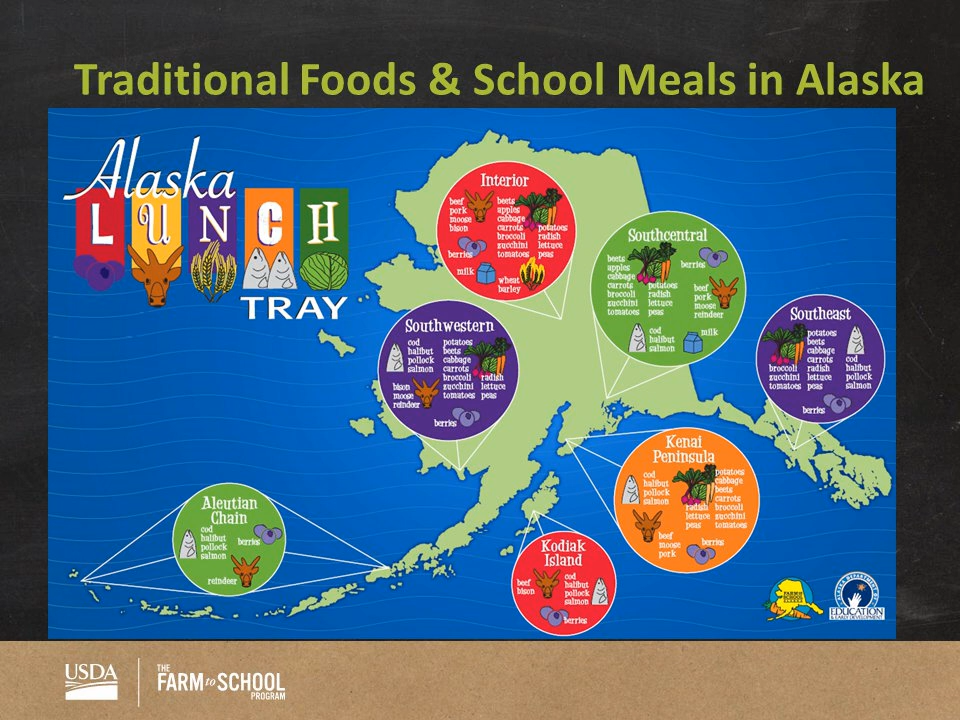 Traditional Foods & School Meals in Alaska
Alaska
LUNCH
TRAY
Interior
beef
pork
moose
bison
berries
milk
beets
apples
cabbage
carrots
broccoli
zucchini
tomatoes
potatoes
radish
lettuce
peas
wheat
barley
Southcentral
beets
apples
cabbage
carrots
broccoli
zucchini
tomatoes
potatoes
radish
lettuce
peas
berries
beef
pork
moose
reindeer
cod
halibut
salmon
milk
Southwestern
cod
halibut
pollock
salmon
potatoes
beets
cabbage
carrots
broccoli
zucchini
tomatoes
radish
lettuce
peas
bison
moose
reindeer
berries
Southeast
broccoli
zucchini
tomatoes
potatoes
beets
cabbage
carrots
radish
lettuce
peas
cod
halibut
pollock
salmon
berries
Kenai
Peninsula
cod
halibut
pollock
salmon
radish
lettuce
peas
potatoes
cabbage
beets
carrots
broccoli
zucchini
tomatoes
beef
moose
pork
berries
Aleutian
Chain
cod
halibut
pollock
salmon
berries
reindeer
Kodiak
Island
beef
bison
cod
halibut
pollock
salmon
berries
FARM to
SCHOOL
EDUCATION
& EARLY DEVELOPMENT
USDA
THE
FARM to SCHOOL
PROGRAM